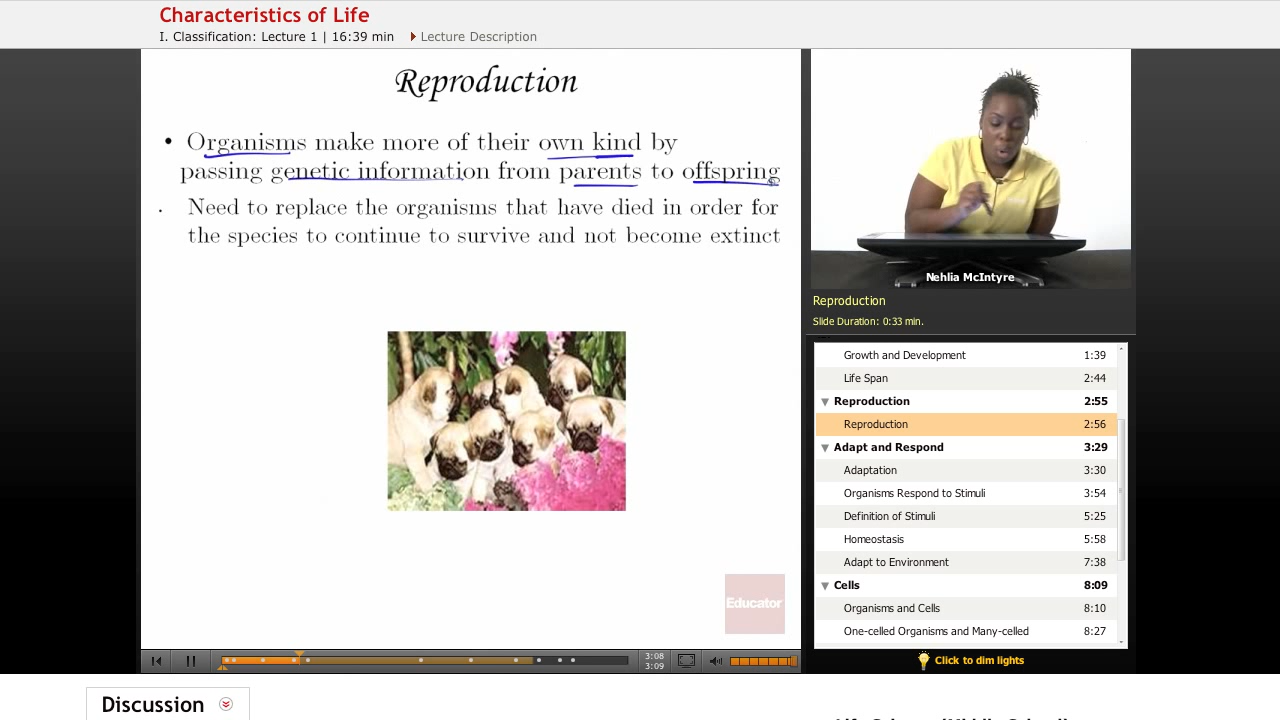 Characteristics of Life
I. Classification: Lecture 1 | 16:39 min Lecture Description
Reproduction
• Organisms make more of their own kind by
passing genetic information from parents to offspring
. Need to replace the organisms that have died in order for
the species to continue to survive and not become extinct
Educator
Nehlia McIntyre
Reproduction
Slide Duration: 0:33 min.
Growth and Development 1:39
Life Span 2:44
Reproduction 2:55
Reproduction 2:56
Adapt and Respond 3:29
Adaptation 3:30
Organisms Respond to Stimuli 3:54
Definition of Stimuli 5:25
Homeostasis 5:58
Adapt to Environment 7:38
Cells 8:09
Organisms and Cells 8:10
One-celled Organisms and Many-celled 8:27
3:08
3:09
Click to dim lights
Discussion